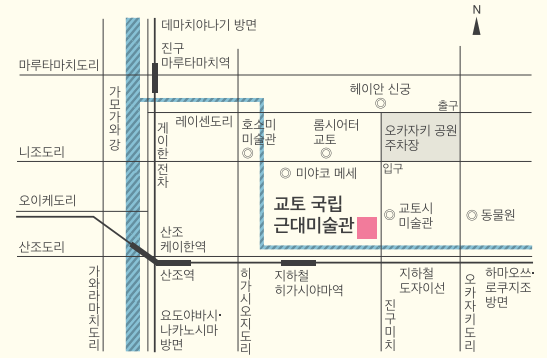 N
데마치야나기 방면
진구
마루타마치역
마루타마치도리
가모가와 강
헤이안 신궁
출구
레이센도리
호소미
미술관
롬시어터
교토
오카자키 공원
주차장
게이한 전차
니조도리
입구
미야코 메세
오이케도리
교토 국립
근대미술관
교토시
미술관
동물원
산조
케이한역
산조도리
산조역
가와라마치도리
히가시오지도리
지하철
히가시야마역
지하철
도자이선
하마오쓰·
로쿠지조
방면
요도야바시·
나카노시마
방면
진구미치
오카자키도리